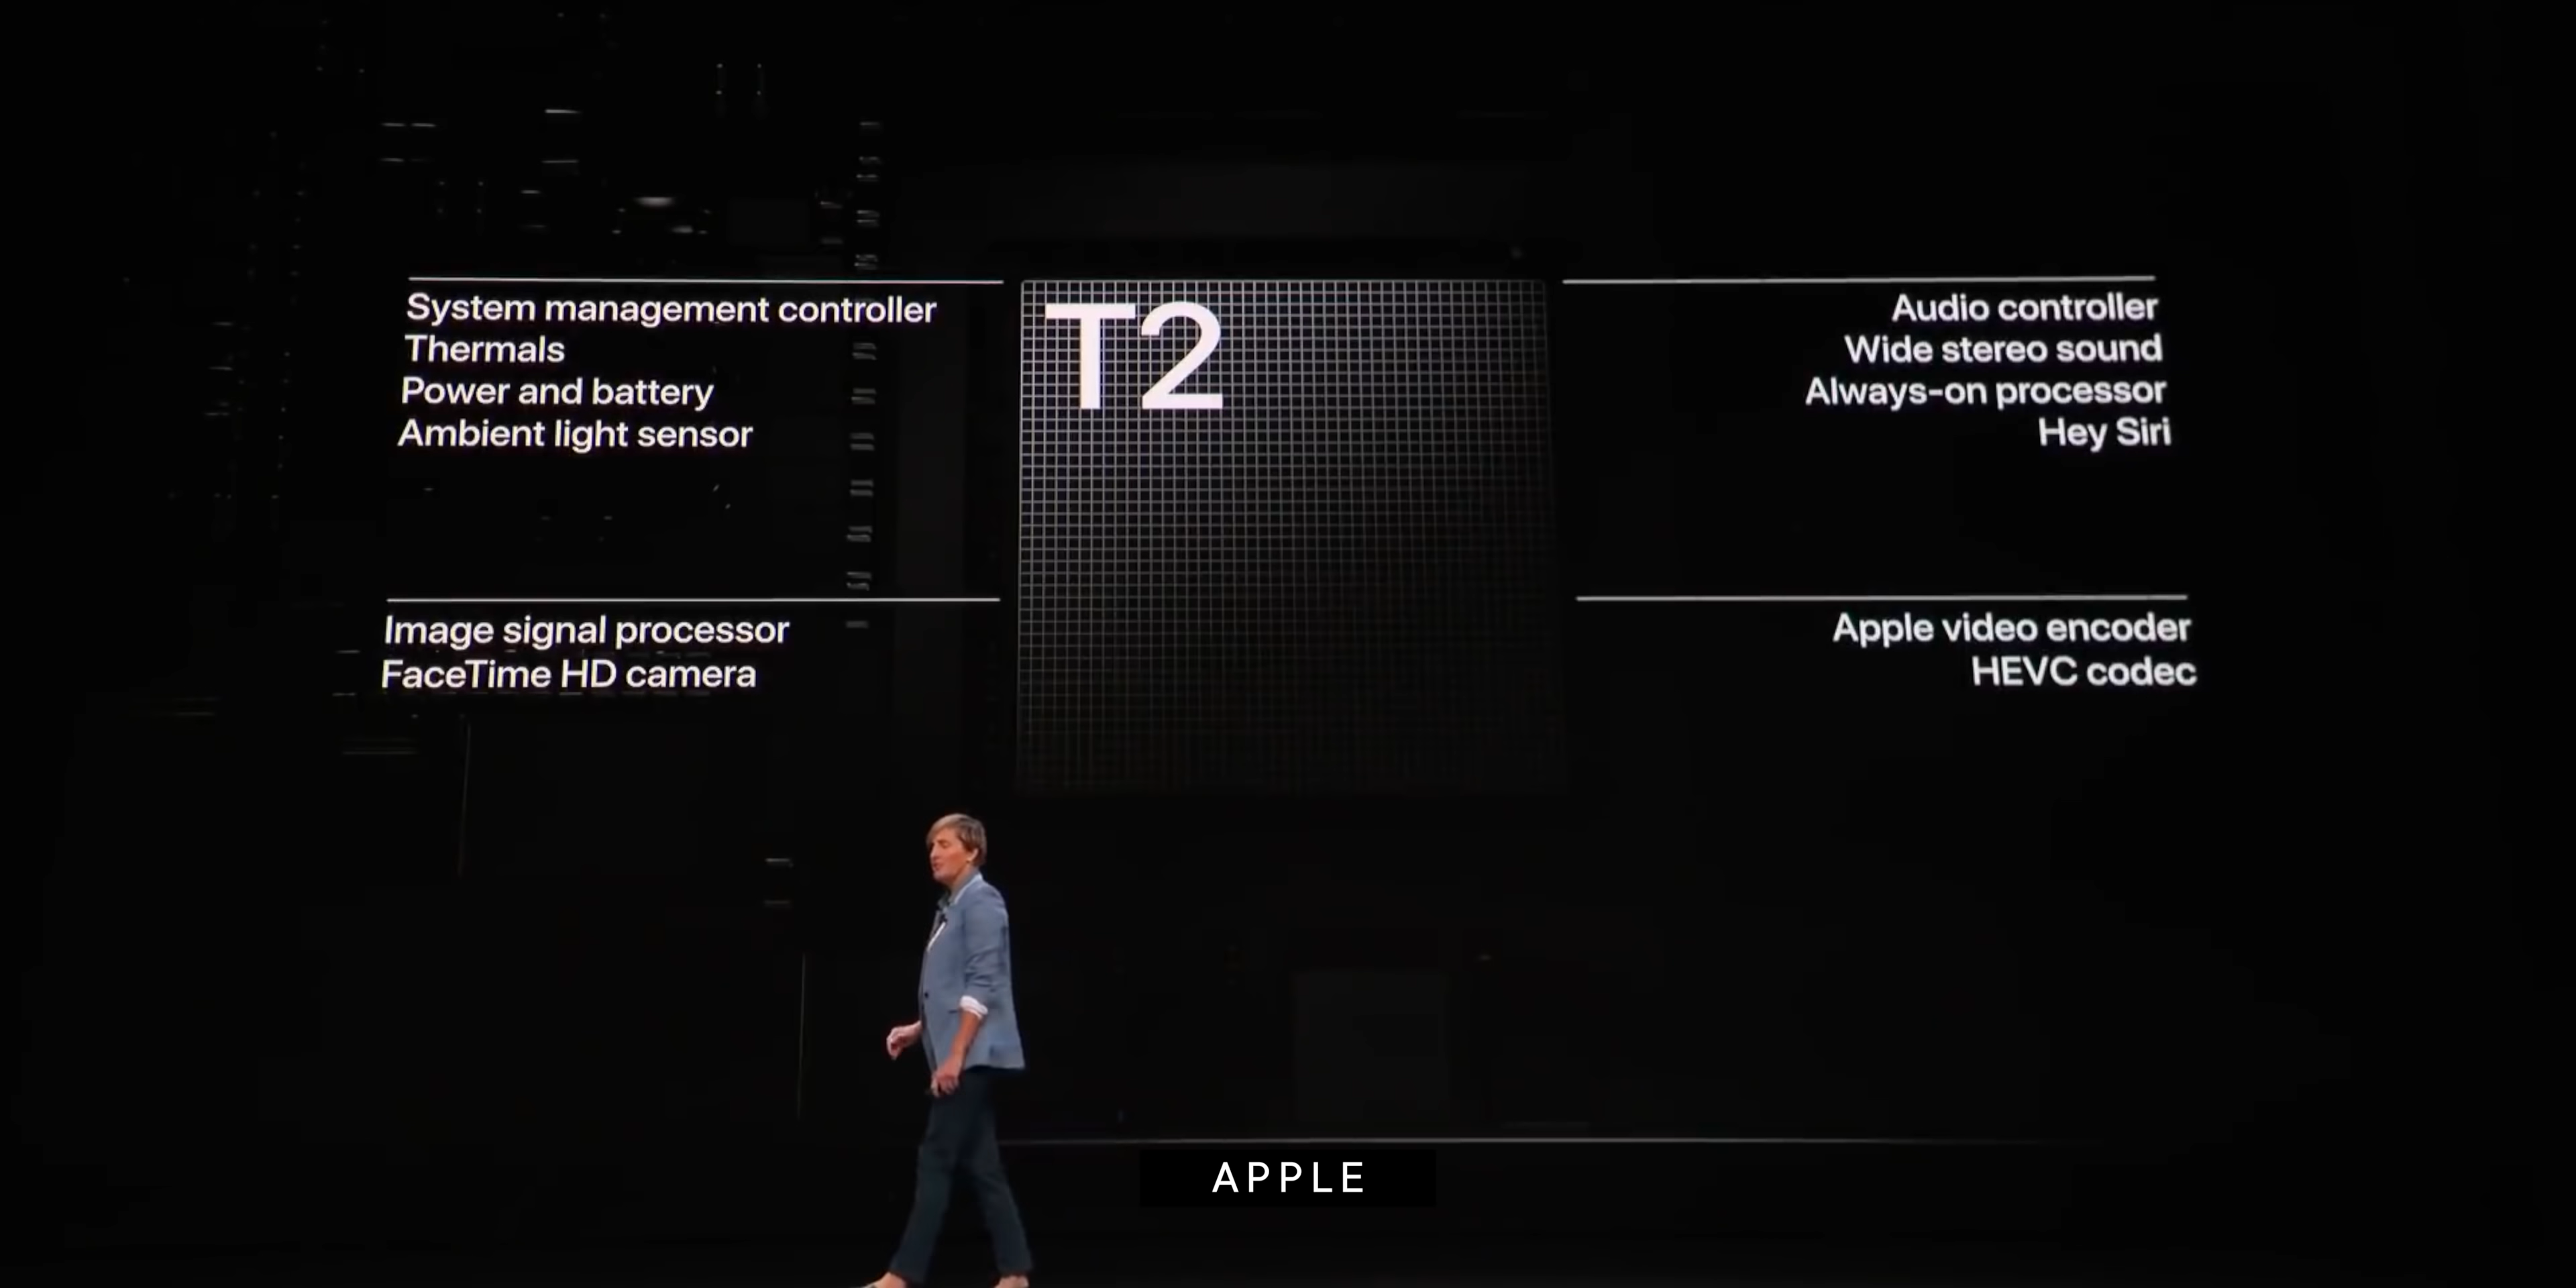 System management controller
Thermals
Power and battery
Ambient light sensor
T2
Audio controller
Wide stereo sound
Always-on processor
Hey Siri
Image signal processor
FaceTime HD camera
Apple video encoder
HEVC codec
APPLE